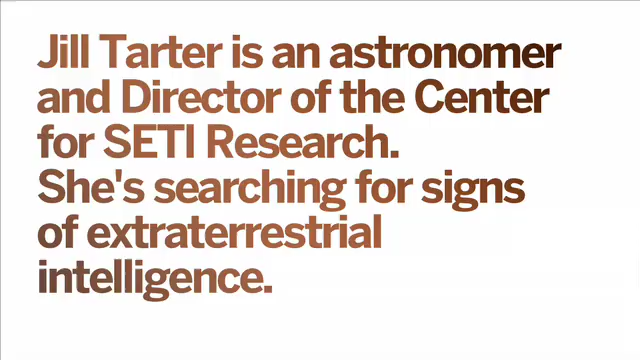 Jill Tarter is an astronomer
and Director of the Center
for SETI Research.
She's searching for signs
of extraterrestrial
intelligence.